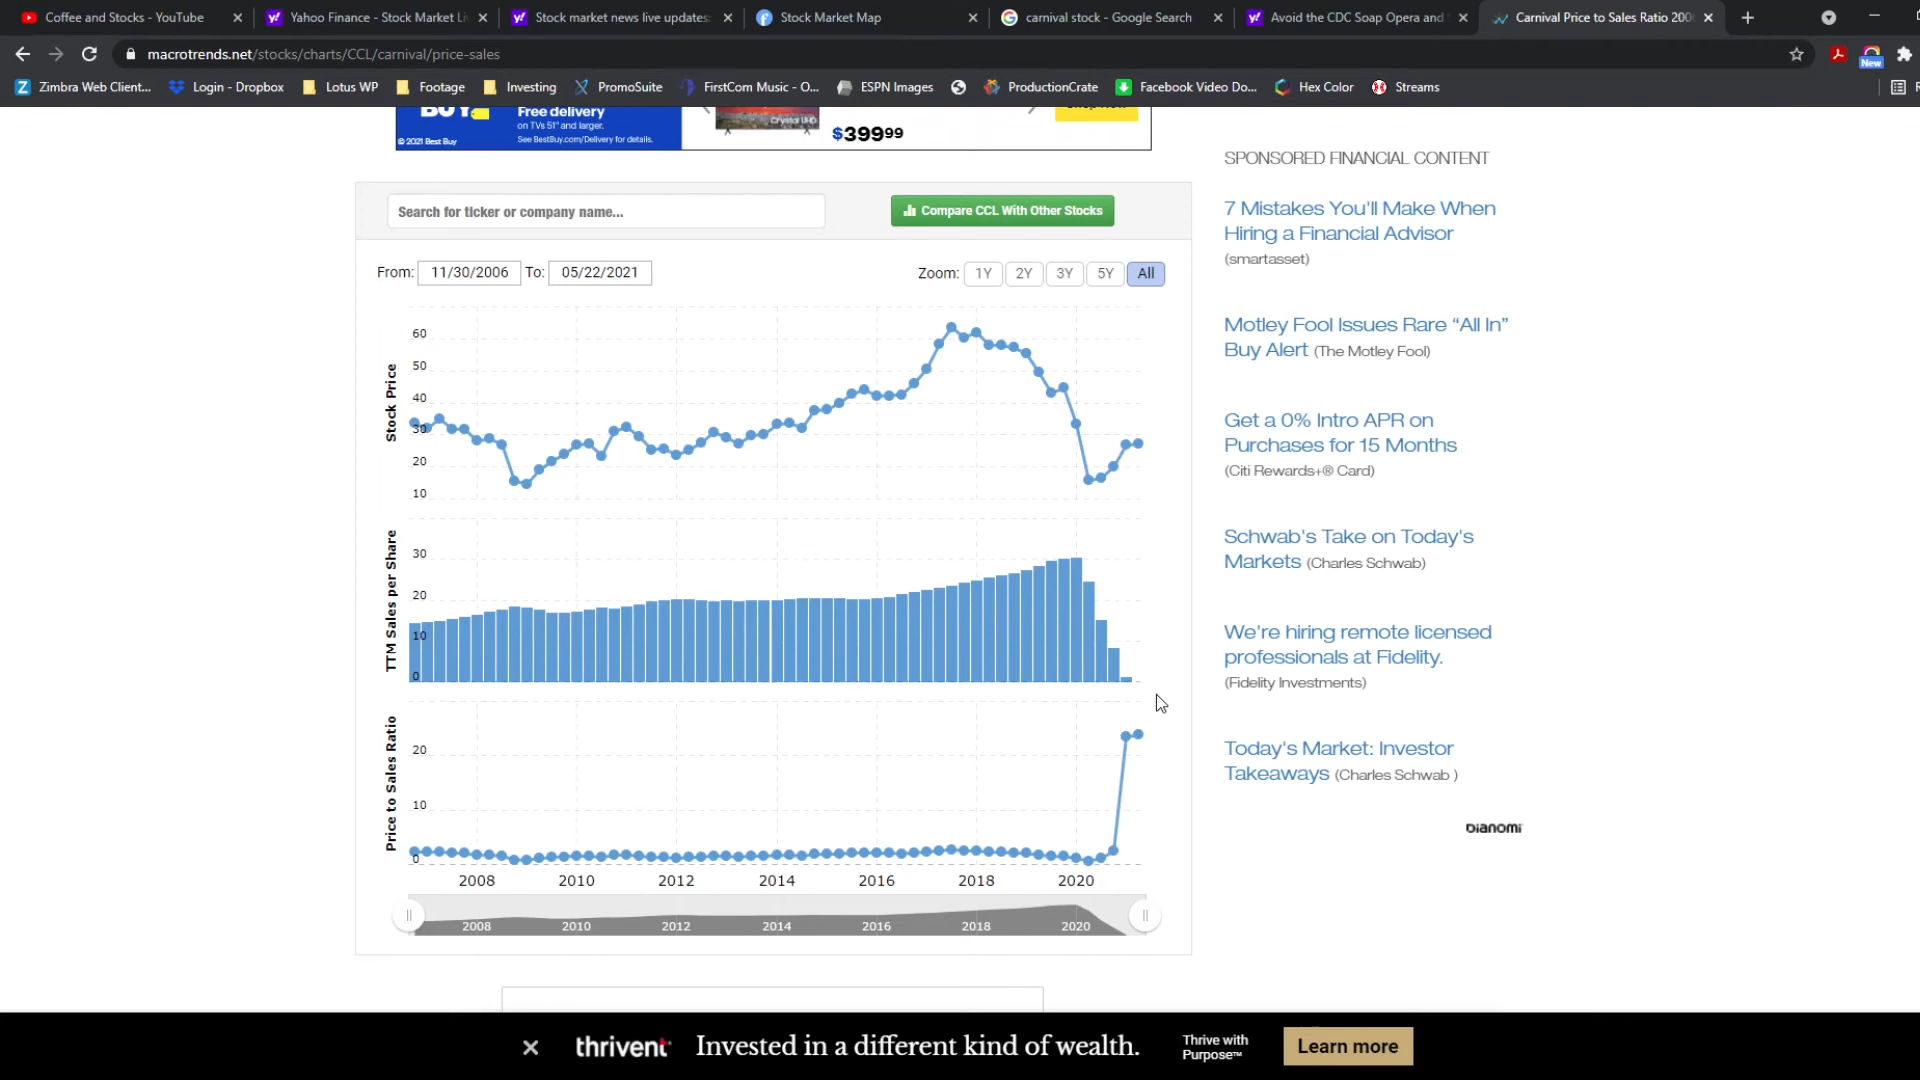 Coffee and Stocks - YouTube
Yahoo Finance - Stock Market Li
Stock market news live updates:
Stock Market Map
carnival stock - Google Search
Avoid the CDC Soap Opera and
Carnival Price to Sales Ratio 200
macrotrends.net/stocks/charts/CCL/carnival/price-sales
New
Zimbra Web Client...
Login - Dropbox
Lotus WP
Footage
Investing
PromoSuite
FirstCom Music - O...
ESPN Images
ProductionCrate
Facebook Video Do...
Hex Color
Streams
BUY
Free delivery
on TVs 51" and larger.
See BestBuy.com/Delivery for details.
© 2021 Best Buy
Crystal UHD
$399.99
SPONSORED FINANCIAL CONTENT
Search for ticker or company name...
Compare CCL With Other Stocks
7 Mistakes You'll Make When
Hiring a Financial Advisor
(smartasset)
From: 11/30/2006 To: 05/22/2021
Zoom: 1Y 2Y 3Y 5Y All
Motley Fool Issues Rare “All In”
Buy Alert (The Motley Fool)
Stock Price
60
50
40
30
20
10
Get a 0% Intro APR on
Purchases for 15 Months
(Citi Rewards+® Card)
Schwab's Take on Today's
Markets (Charles Schwab)
TTM Sales per Share
30
20
10
0
We're hiring remote licensed
professionals at Fidelity.
(Fidelity Investments)
Price to Sales Ratio
20
10
0
Today's Market: Investor
Takeaways (Charles Schwab )
Dianomi
2008 2010 2012 2014 2016 2018 2020
2008 2010 2012 2014 2016 2018 2020
thrivent
Invested in a different kind of wealth.
Thrive with
Purpose™
Learn more